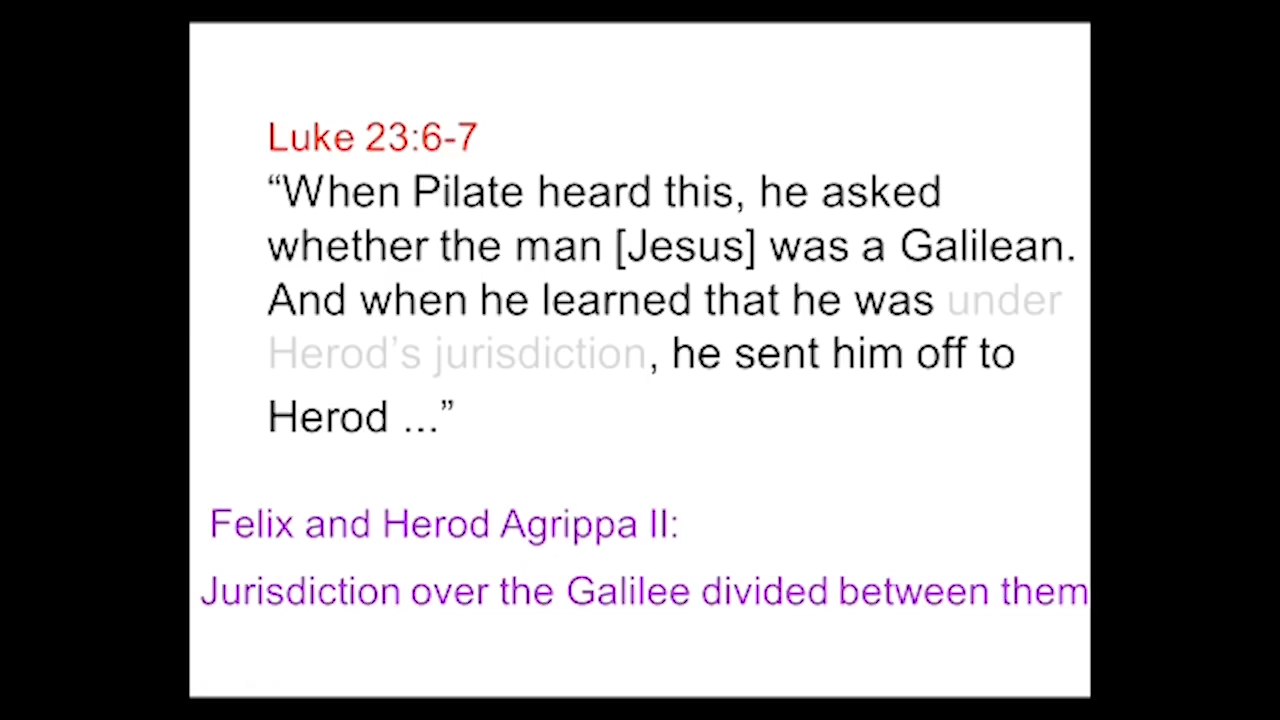 Luke 23:6-7
“When Pilate heard this, he asked
whether the man [Jesus] was a Galilean.
And when he learned that he was under
Herod’s jurisdiction, he sent him off to
Herod ...”
Felix and Herod Agrippa II:
Jurisdiction over the Galilee divided between them